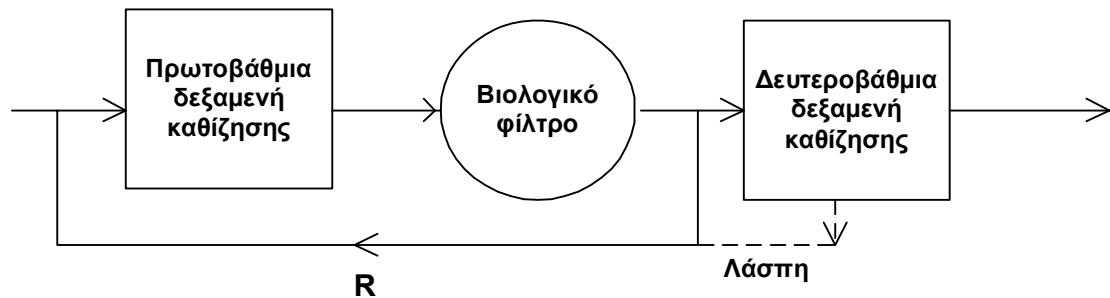 Πρωτοβάθμια
δεξαμενή
καθίζησης
Βιολογικό
φίλτρο
Δευτεροβάθμια
δεξαμενή
καθίζησης
Λάσπη
R